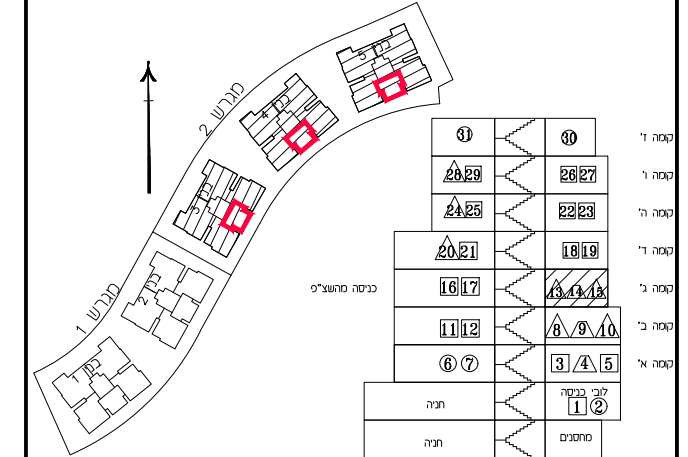 מגרש 2
בנין 5
בנין 4
בנין 3
מגרש 1
בנין 2
בנין 1
31 30 קומה ז'
28 29 26 27 קומה ו'
24 25 22 23 קומה ה'
20 21 18 19 קומה ד'
כניסה מהשצ"פ 16 17 13 14 15 קומה ג'
11 12 8 9 10 קומה ב'
6 7 3 4 5 קומה א'
לובי כניסה
חניה 1 2
חניה מחסנים